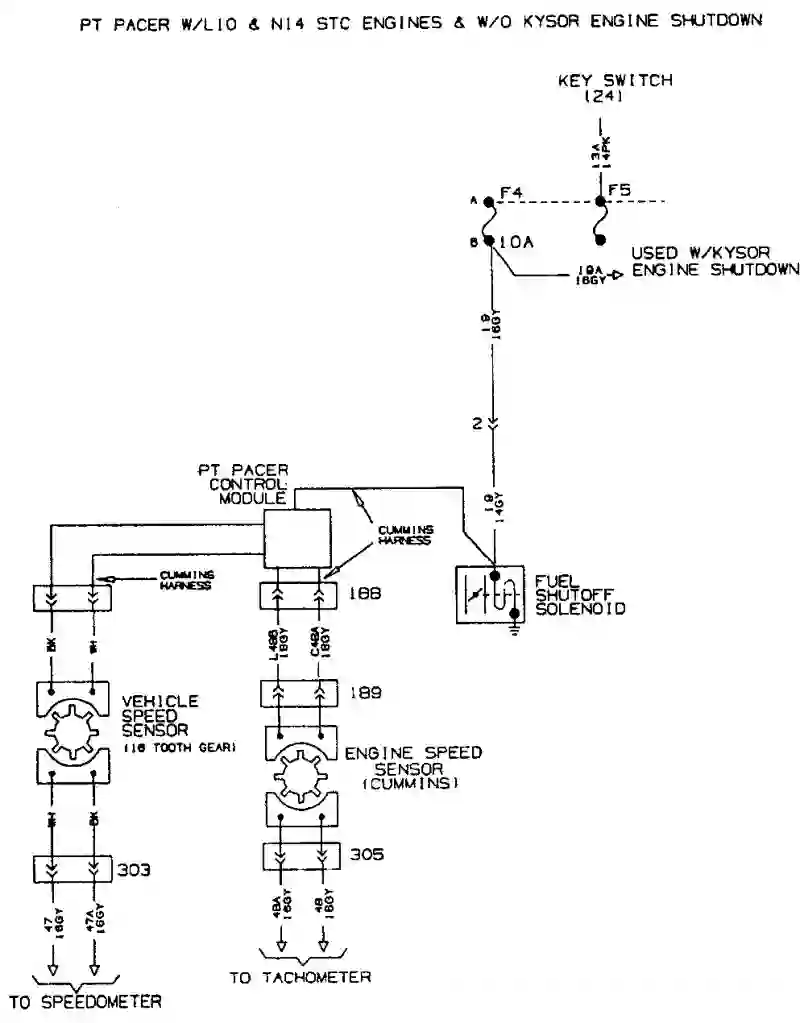 PT PACER W/L10 & N14 STC ENGINES & W/O KYSOR ENGINE SHUTDOWN
KEY SWITCH
(24)
13A
14PK
A
F4
F5
B
10A
USED W/KYSOR
ENGINE SHUTDOWN
19A
16GY
19
16GY
2
PT PACER
CONTROL
MODULE
19
14GY
CUMMINS
HARNESS
CUMMINS
HARNESS
FUEL
SHUTOFF
SOLENOID
188
BK
WH
L48B
18GY
C48A
18GY
189
VEHICLE
SPEED
SENSOR
(16 TOOTH GEAR)
ENGINE SPEED
SENSOR
(CUMMINS)
WH
BK
305
303
48A
16GY
48
16GY
47
16GY
47A
16GY
TO TACHOMETER
TO SPEEDOMETER